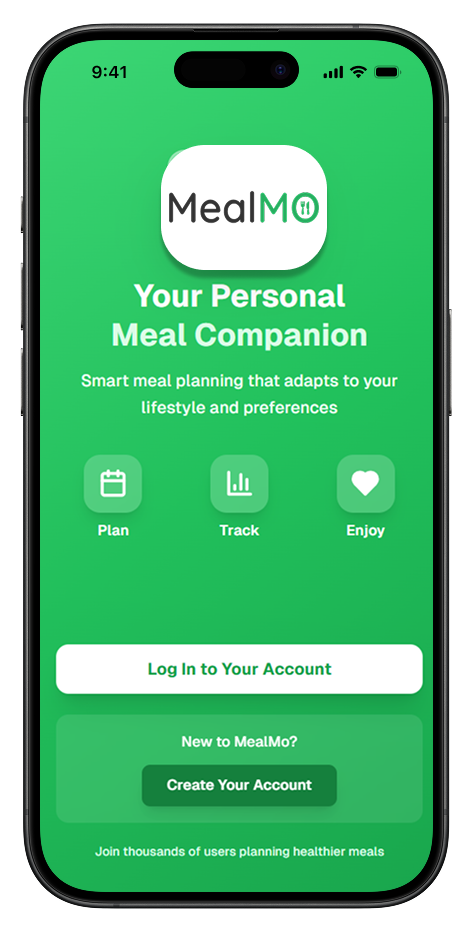 9:41
MealMo
Your Personal
Meal Companion
Smart meal planning that adapts to your
lifestyle and preferences
Plan
Track
Enjoy
Log In to Your Account
New to MealMo?
Create Your Account
Join thousands of users planning healthier meals